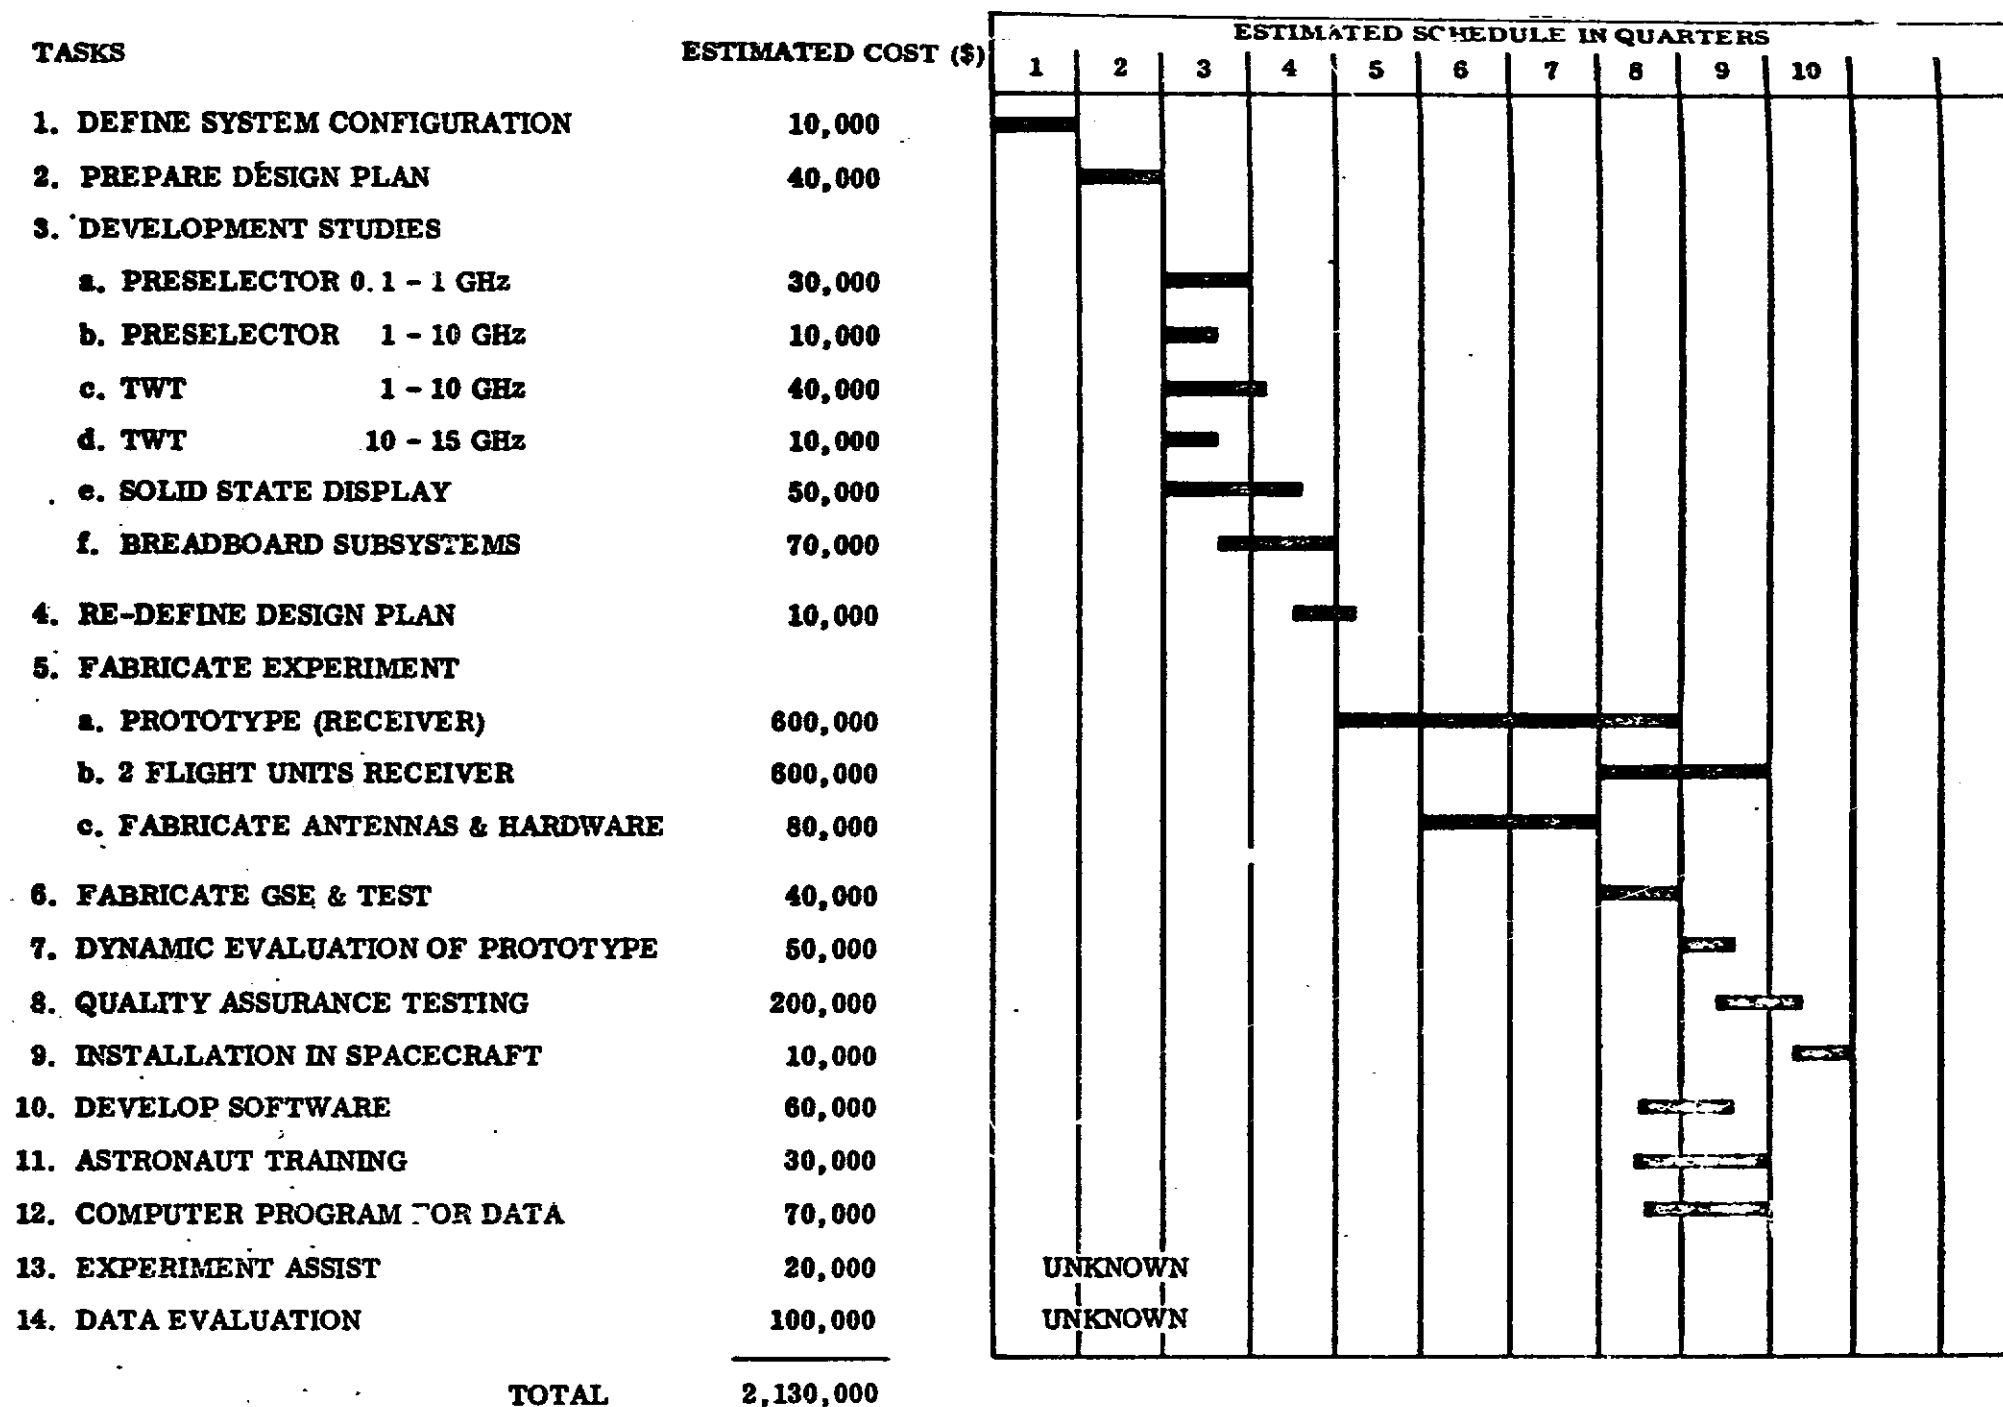 ESTIMATED SCHEDULE IN QUARTERS
TASKS ESTIMATED COST ($) 1 2 3 4 5 6 7 8 9 10
1. DEFINE SYSTEM CONFIGURATION 10,000
2. PREPARE DESIGN PLAN 40,000
3. DEVELOPMENT STUDIES
a. PRESELECTOR 0.1 - 1 GHz 30,000
b. PRESELECTOR 1 - 10 GHz 10,000
c. TWT 1 - 10 GHz 40,000
d. TWT 10 - 15 GHz 10,000
e. SOLID STATE DISPLAY 50,000
f. BREADBOARD SUBSYSTEMS 70,000
4. RE-DEFINE DESIGN PLAN 10,000
5. FABRICATE EXPERIMENT
a. PROTOTYPE (RECEIVER) 600,000
b. 2 FLIGHT UNITS RECEIVER 600,000
c. FABRICATE ANTENNAS & HARDWARE 80,000
6. FABRICATE GSE & TEST 40,000
7. DYNAMIC EVALUATION OF PROTOTYPE 50,000
8. QUALITY ASSURANCE TESTING 200,000
9. INSTALLATION IN SPACECRAFT 10,000
10. DEVELOP SOFTWARE 60,000
11. ASTRONAUT TRAINING 30,000
12. COMPUTER PROGRAM FOR DATA 70,000
13. EXPERIMENT ASSIST 20,000 UNKNOWN
14. DATA EVALUATION 100,000 UNKNOWN
TOTAL 2,130,000